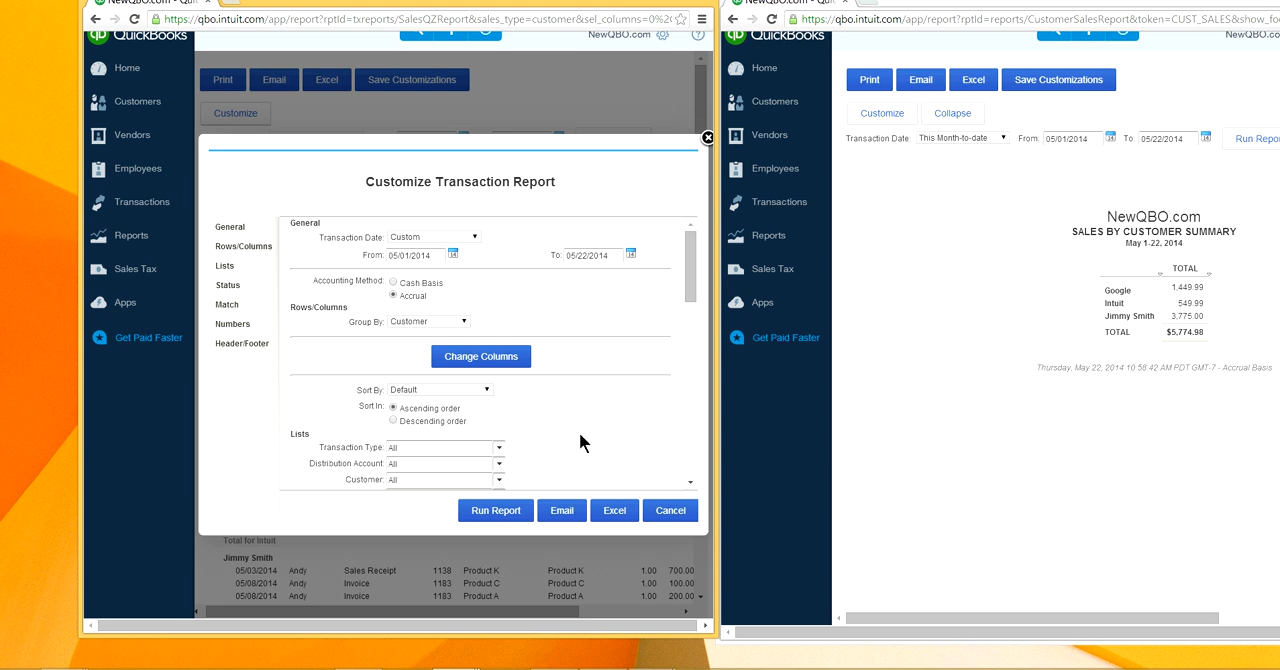 NewQBO.com - Quic
https://qbo.intuit.com/app/report?rptId=txreports/SalesQZReport&sales_type=customer&sel_columns=0%2
QuickBooks
NewQBO.com
Home
Customers
Vendors
Employees
Transactions
Reports
Sales Tax
Apps
Get Paid Faster
Print
Email
Excel
Save Customizations
Customize
Customize Transaction Report
General
Rows/Columns
Lists
Status
Match
Numbers
Header/Footer
General
Transaction Date: Custom
From: 05/01/2014 To: 05/22/2014
Accounting Method: Cash Basis
Accrual
Rows/Columns
Group By: Customer
Change Columns
Sort By: Default
Sort In: Ascending order
Descending order
Lists
Transaction Type: All
Distribution Account: All
Customer: All
Run Report
Email
Excel
Cancel
Total for Intuit
Jimmy Smith
05/03/2014 Andy Sales Receipt 1138 Product K Product K 1.00 700.00
05/08/2014 Andy Invoice 1183 Product C Product C 1.00 100.00
05/08/2014 Andy Invoice 1183 Product A Product A 1.00 200.00
NewQBO.com - Quic
https://qbo.intuit.com/app/report?rptId=reports/CustomerSalesReport&token=CUST_SALES&show_fo
QuickBooks
NewQBO.com
Home
Customers
Vendors
Employees
Transactions
Reports
Sales Tax
Apps
Get Paid Faster
Print
Email
Excel
Save Customizations
Customize
Collapse
Transaction Date: This Month-to-date From: 05/01/2014 To: 05/22/2014 Run Repor
NewQBO.com
SALES BY CUSTOMER SUMMARY
May 1-22, 2014
TOTAL
Google 1,449.99
Intuit 549.99
Jimmy Smith 3,775.00
TOTAL $5,774.98
Thursday, May 22, 2014 10:58:42 AM PDT GMT-7 - Accrual Basis